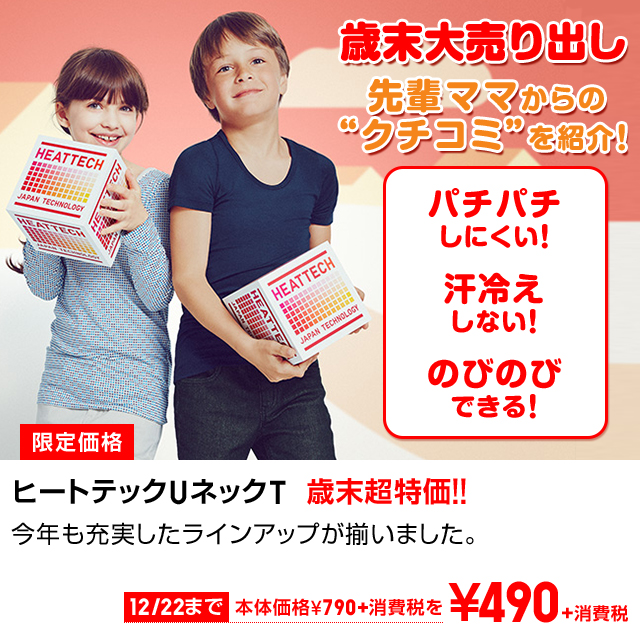 歳末大売り出し
先輩ママからの
“クチコミ”を紹介!
パチパチ
しにくい!
汗冷え
しない!
のびのび
できる!
HEATTECH
JAPAN TECHNOLOGY
HEATTECH
JAPAN TECHNOLOGY
HEATTECH
限定価格
ヒートテックUネックT 歳末超特価!!
今年も充実したラインアップが揃いました。
12/22まで 本体価格¥790+消費税を ¥490+消費税